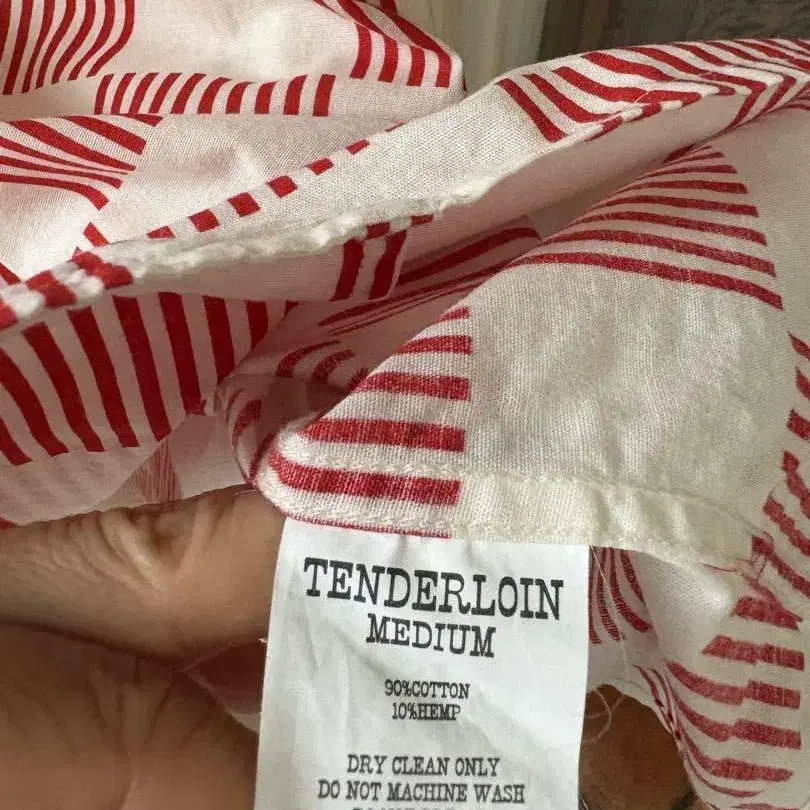 TENDERLOIN
MEDIUM
90%COTTON
10%HEMP
DRY CLEAN ONLY
DO NOT MACHINE WASH